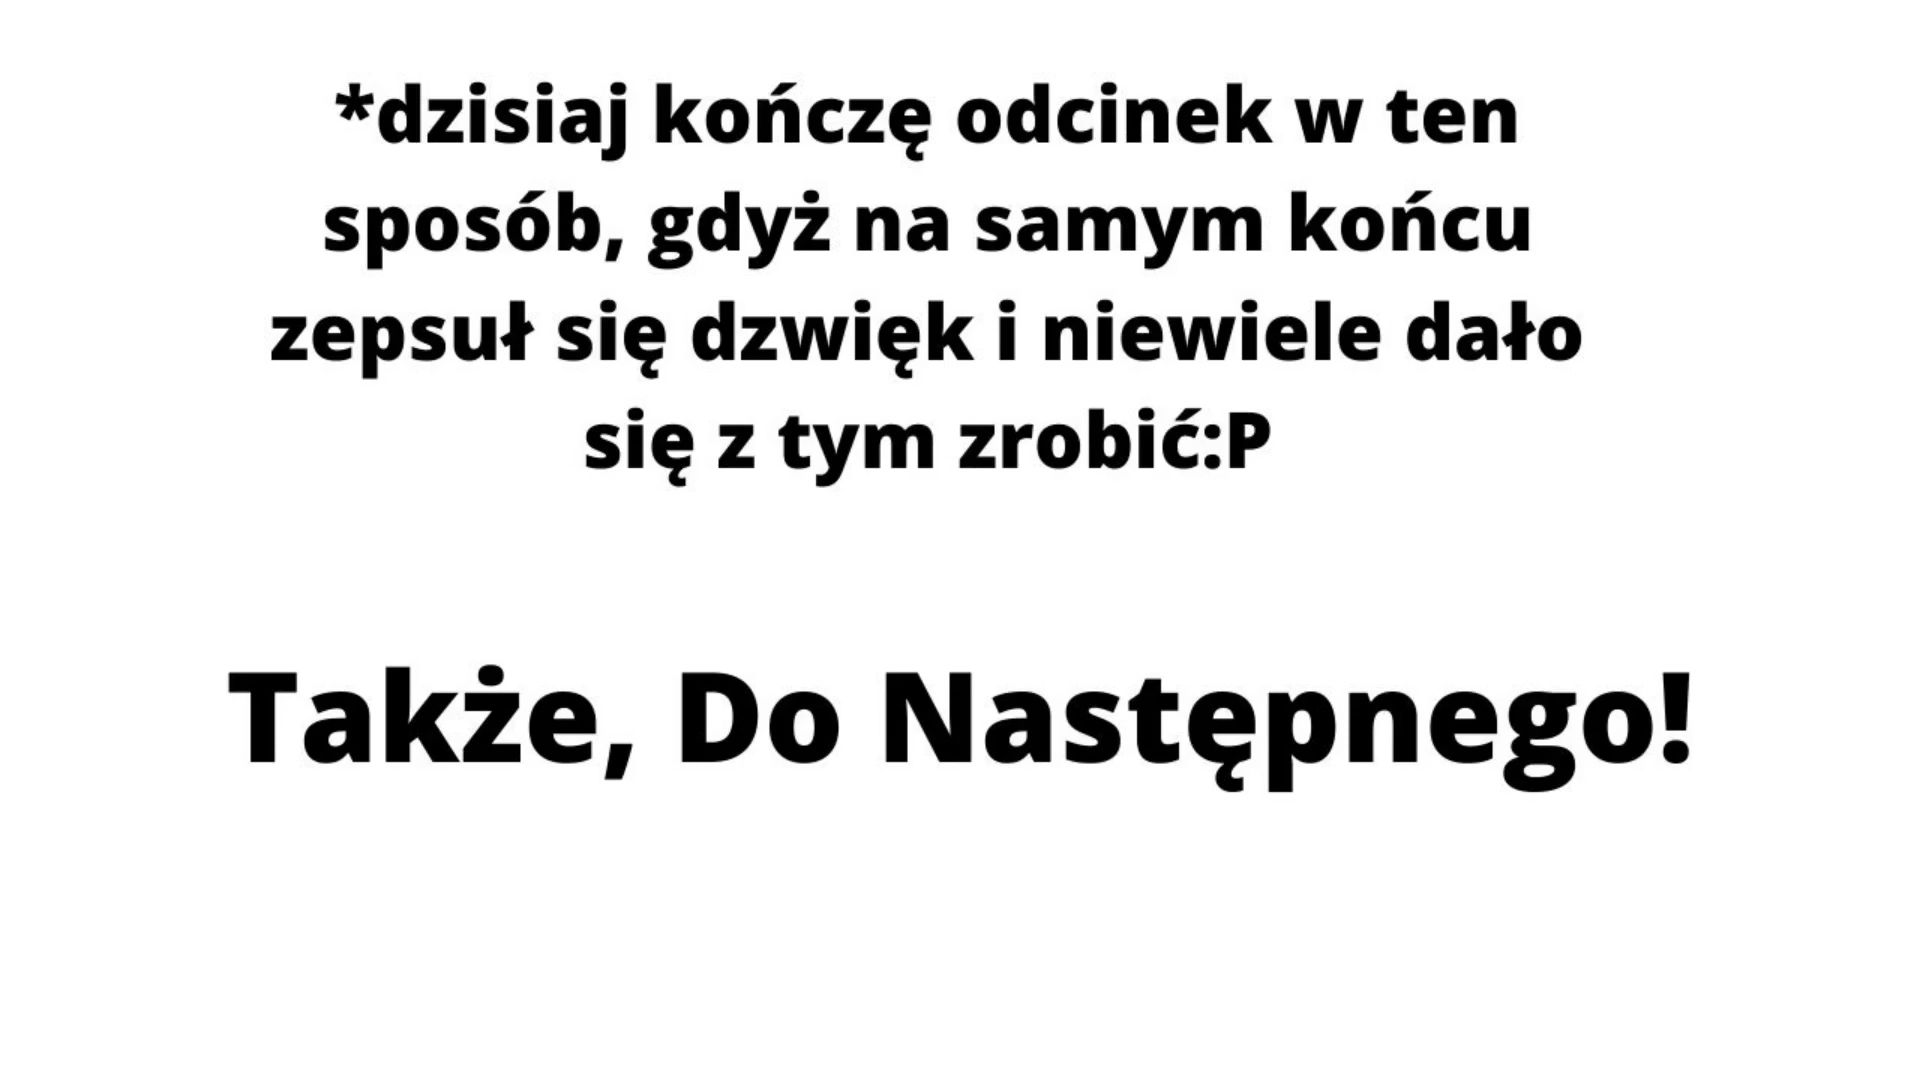 *dzisiaj kończę odcinek w ten
sposób, gdyż na samym końcu
zepsuł się dzwięk i niewiele dało
się z tym zrobić:P
Także, Do Następnego!